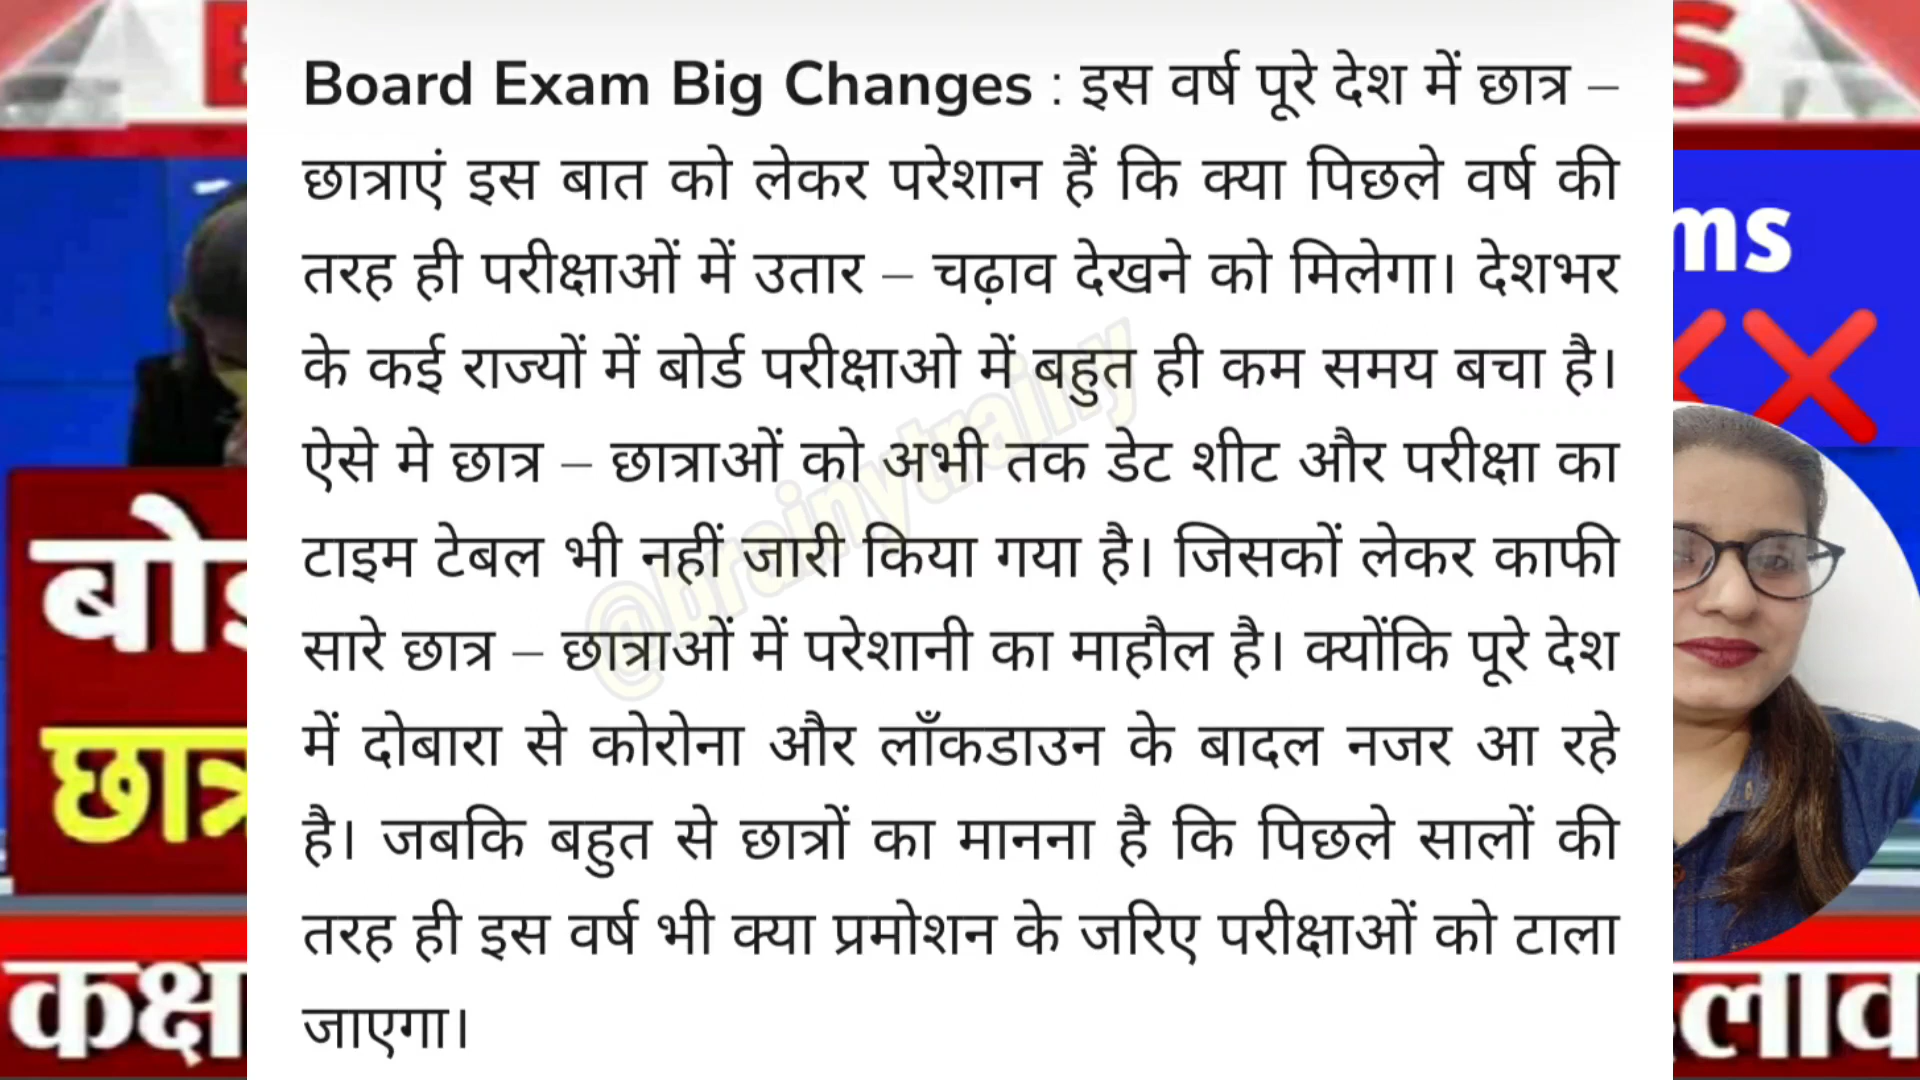 Board Exam Big Changes : इस वर्ष पूरे देश में छात्र –
छात्राएं इस बात को लेकर परेशान हैं कि क्या पिछले वर्ष की
तरह ही परीक्षाओं में उतार – चढ़ाव देखने को मिलेगा। देशभर
के कई राज्यों में बोर्ड परीक्षाओ में बहुत ही कम समय बचा है।
ऐसे मे छात्र – छात्राओं को अभी तक डेट शीट और परीक्षा का
टाइम टेबल भी नहीं जारी किया गया है। जिसकों लेकर काफी
सारे छात्र – छात्राओं में परेशानी का माहौल है। क्योंकि पूरे देश
में दोबारा से कोरोना और लाँकडाउन के बादल नजर आ रहे
है। जबकि बहुत से छात्रों का मानना है कि पिछले सालों की
तरह ही इस वर्ष भी क्या प्रमोशन के जरिए परीक्षाओं को टाला
जाएगा।
@brainytrainy
ms
छात्र
कक्ष